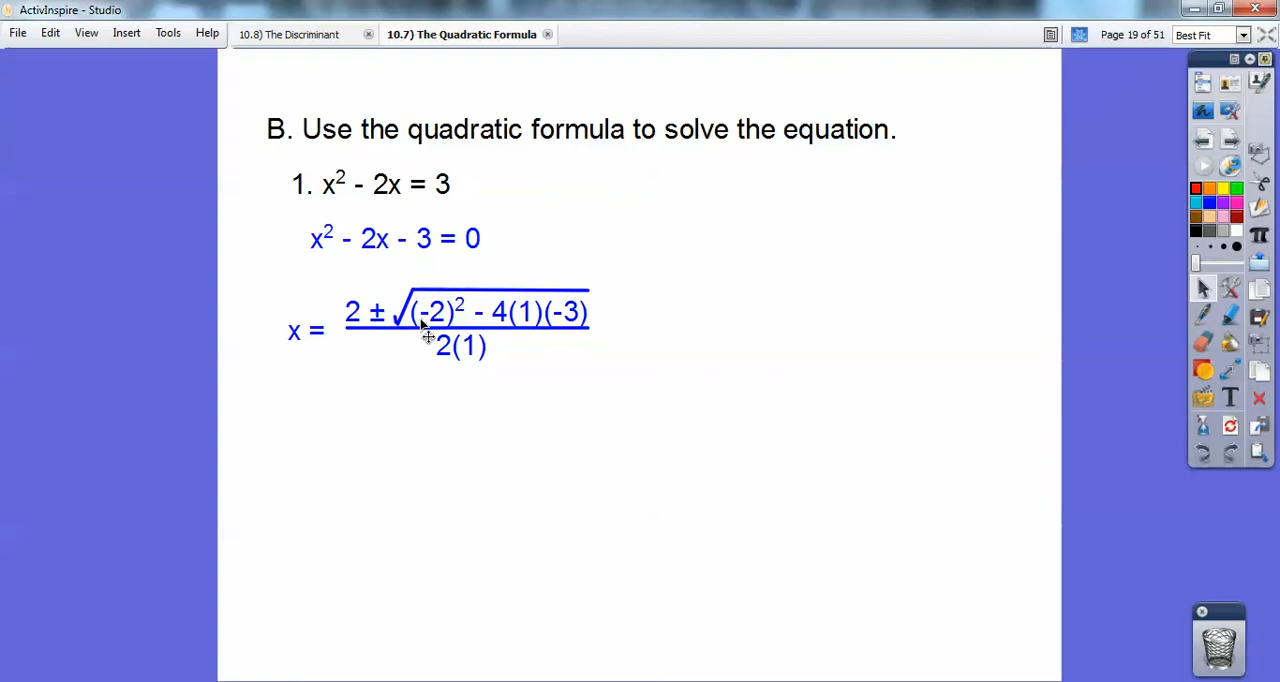 ActivInspire - Studio
File Edit View Insert Tools Help
10.8) The Discriminant
10.7) The Quadratic Formula
Page 19 of 51
Best Fit
B. Use the quadratic formula to solve the equation.
1. x² - 2x = 3
x² - 2x - 3 = 0
2 ± √(-2)² - 4(1)(-3)
x =
2(1)